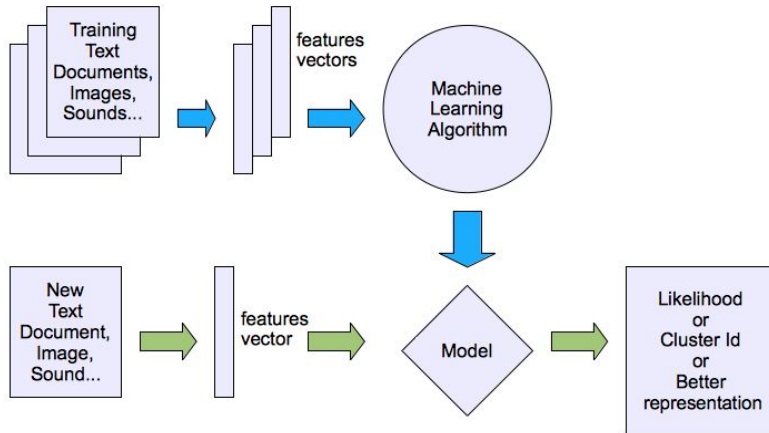 Training
Text
Documents,
Images,
Sounds...
features
vectors
Machine
Learning
Algorithm
New
Text
Document,
Image,
Sound...
features
vector
Model
Likelihood
or
Cluster Id
or
Better
representation